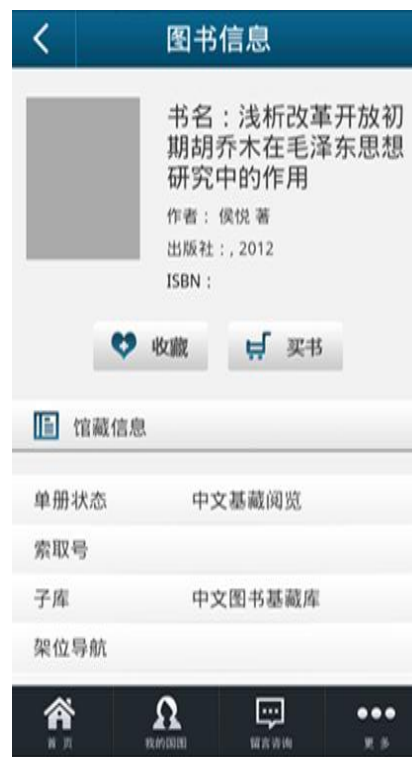 图书信息
书名：浅析改革开放初
期胡乔木在毛泽东思想
研究中的作用
作者： 侯悦 著
出版社：, 2012
ISBN：
收藏
买书
馆藏信息
单册状态 中文基藏阅览
索取号
子库 中文图书基藏库
架位导航
首页 我的国图 留言咨询 更多